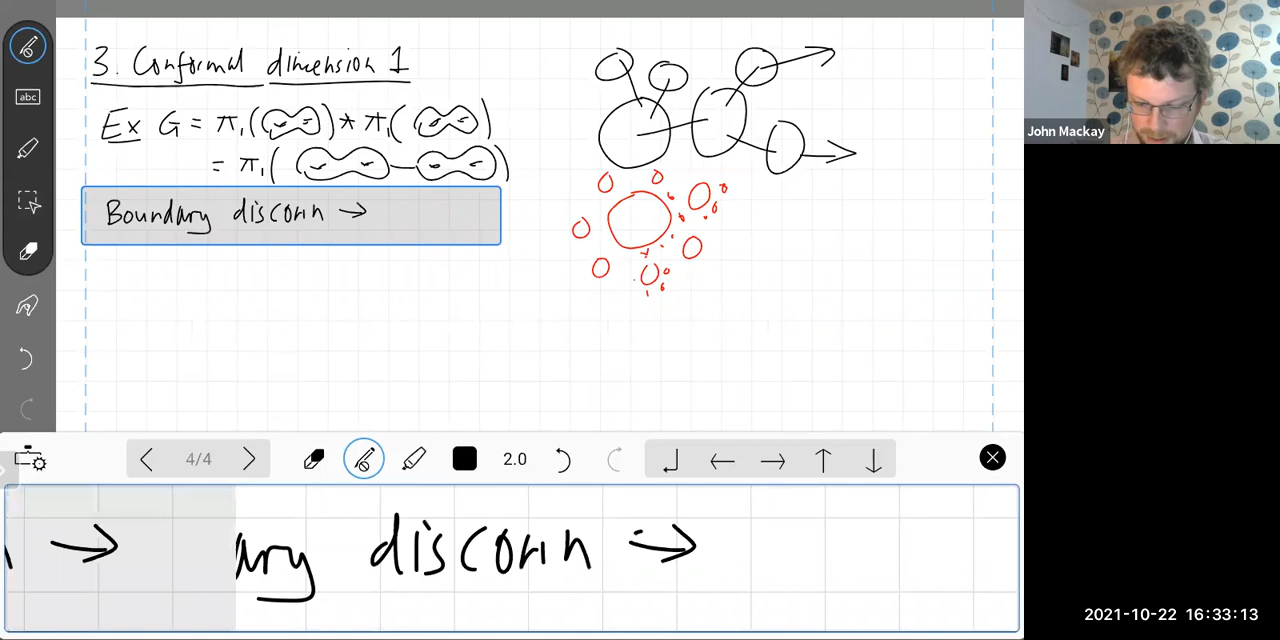 3. Conformal dimension 1
Ex G = π₁( ) * π₁( )
= π₁( )
Boundary disconn →
John Mackay
abc
4/4
2.0
→ ary disconn →
2021-10-22 16:33:13